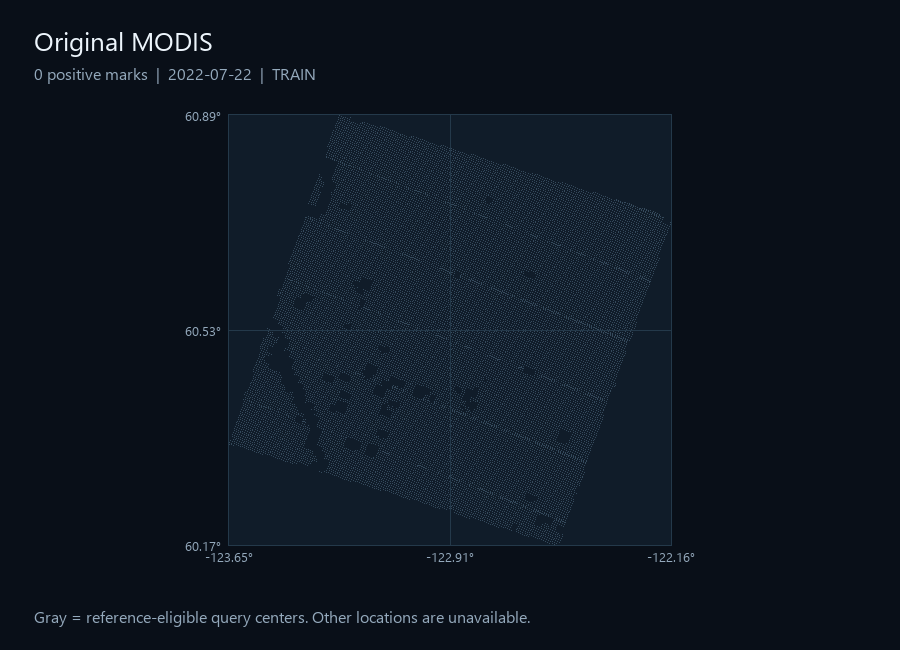 Original MODIS
0 positive marks | 2022-07-22 | TRAIN
60.89°
60.53°
60.17°
-123.65° -122.91° -122.16°
Gray = reference-eligible query centers. Other locations are unavailable.